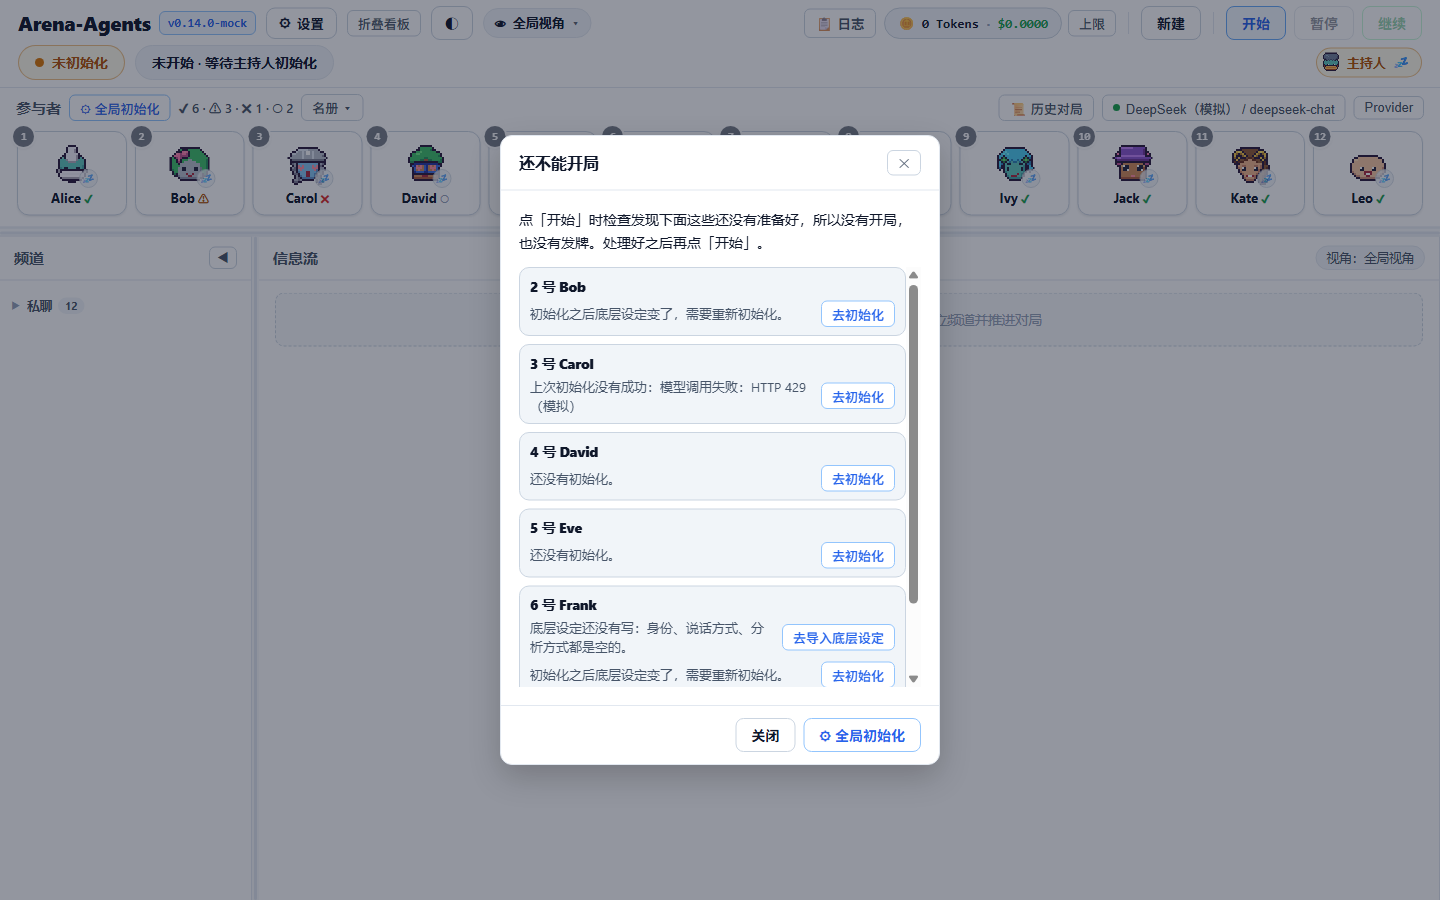 Arena-Agents v0.14.0-mock 设置 折叠看板 全局视角 日志 0 Tokens · $0.0000 上限 新建 开始 暂停 继续
未初始化 未开始 · 等待主持人初始化 主持人
参与者 全局初始化 ✓ 6 · ⚠ 3 · ✕ 1 · ○ 2 名册 历史对局 DeepSeek（模拟） / deepseek-chat Provider
1 2 3 4 5 9 10 11 12
Alice ✓ Bob ⚠ Carol ✕ David ○ Ivy ✓ Jack ✓ Kate ✓ Leo ✓
频道 信息流 视角：全局视角
私聊 12
立频道并推进对局
还不能开局
点「开始」时检查发现下面这些还没有准备好，所以没有开局，
也没有发牌。处理好之后再点「开始」。
2 号 Bob
初始化之后底层设定变了，需要重新初始化。 去初始化
3 号 Carol
上次初始化没有成功：模型调用失败：HTTP 429
（模拟） 去初始化
4 号 David
还没有初始化。 去初始化
5 号 Eve
还没有初始化。 去初始化
6 号 Frank
底层设定还没有写：身份、说话方式、分
析方式都是空的。 去导入底层设定
初始化之后底层设定变了，需要重新初始化。 去初始化
关闭 全局初始化